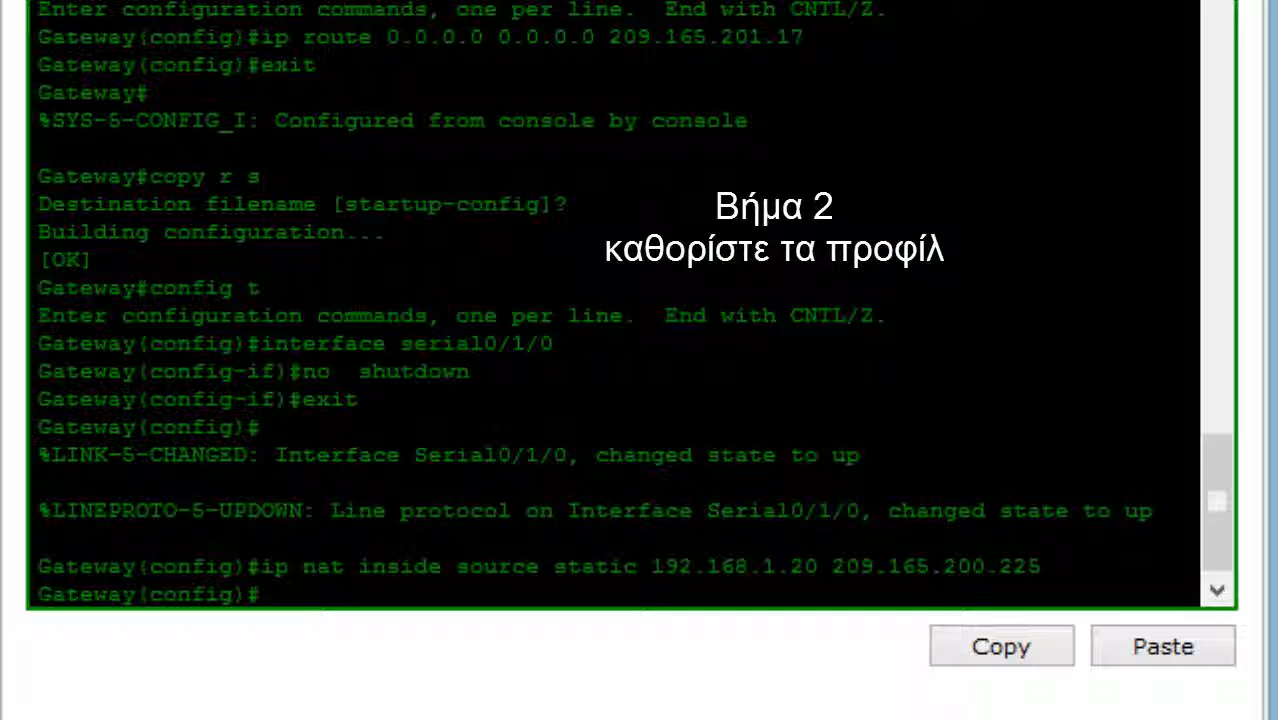 Enter configuration commands, one per line.  End with CNTL/Z.
Gateway(config)#ip route 0.0.0.0 0.0.0.0 209.165.201.17
Gateway(config)#exit
Gateway#
%SYS-5-CONFIG_I: Configured from console by console
Gateway#copy r s
Destination filename [startup-config]?
Building configuration...
[OK]
Βήμα 2
καθορίστε τα προφίλ
Gateway#config t
Enter configuration commands, one per line.  End with CNTL/Z.
Gateway(config)#interface serial0/1/0
Gateway(config-if)#no  shutdown
Gateway(config-if)#exit
Gateway(config)#
%LINK-5-CHANGED: Interface Serial0/1/0, changed state to up
%LINEPROTO-5-UPDOWN: Line protocol on Interface Serial0/1/0, changed state to up
Gateway(config)#ip nat inside source static 192.168.1.20 209.165.200.225
Gateway(config)#
Copy
Paste